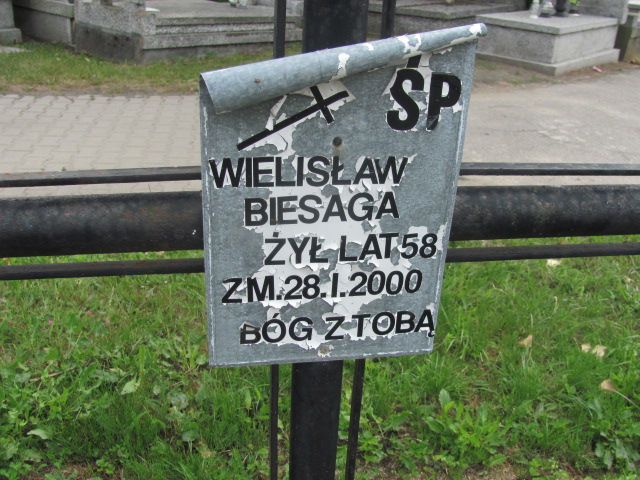 ŚP
WIELISŁAW
BIESAGA
ŻYŁ LAT 58
ZM.28.I.2000
BÓG Z TOBĄ